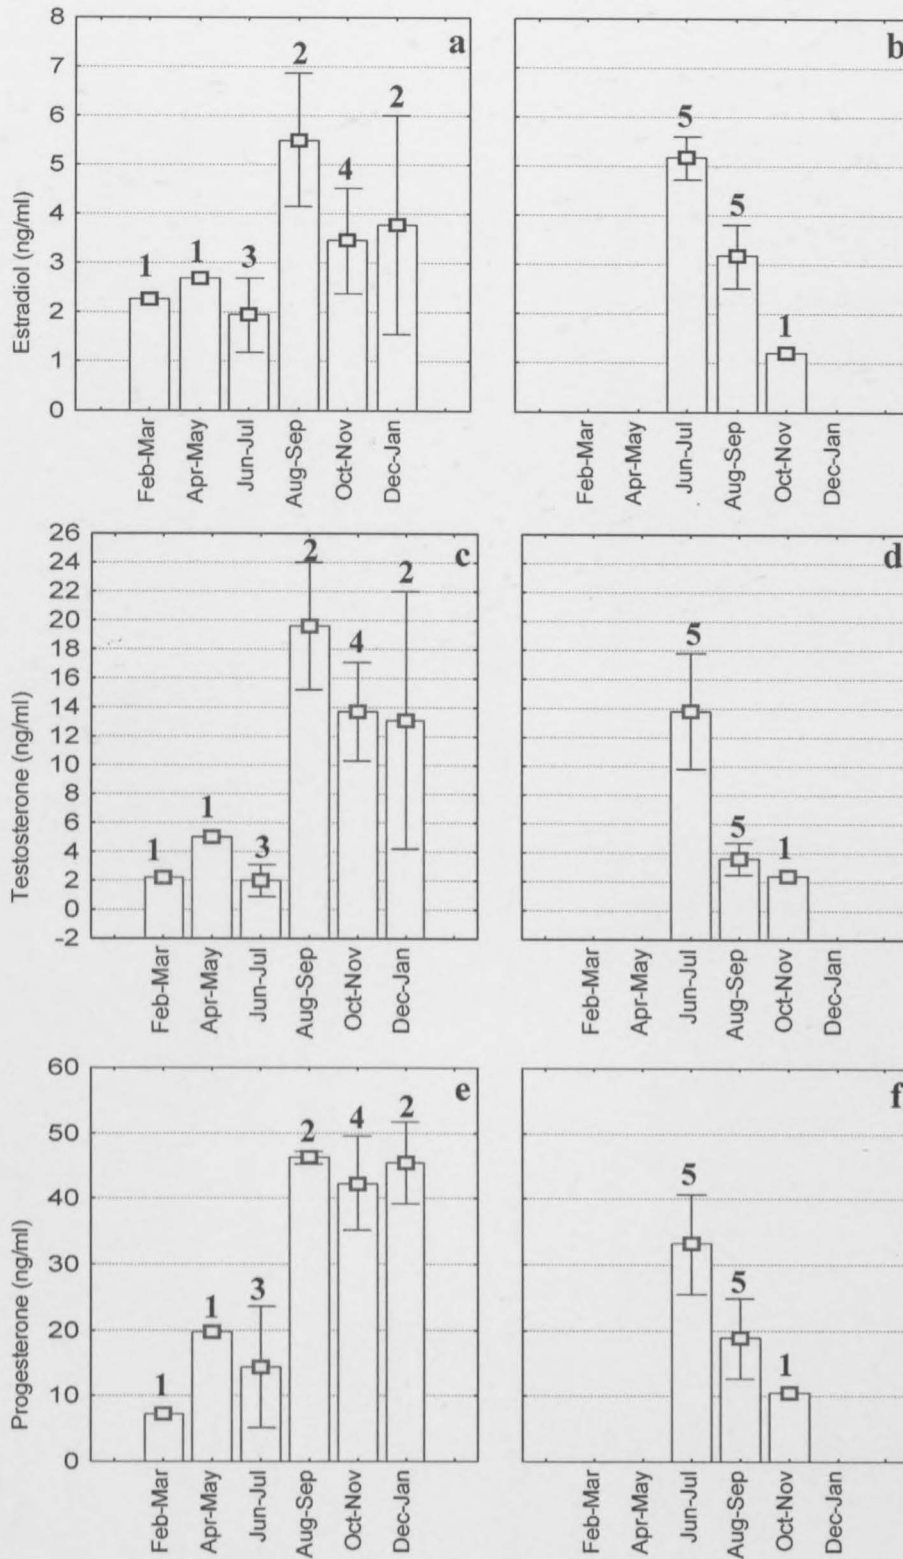 a
b
Estradiol (ng/ml)
8
7
6
5
4
3
2
1
0
1
1
3
2
4
2
5
5
1
Feb-Mar
Apr-May
Jun-Jul
Aug-Sep
Oct-Nov
Dec-Jan
Feb-Mar
Apr-May
Jun-Jul
Aug-Sep
Oct-Nov
Dec-Jan
c
d
Testosterone (ng/ml)
26
24
22
20
18
16
14
12
10
8
6
4
2
0
-2
1
1
3
2
4
2
5
5
1
Feb-Mar
Apr-May
Jun-Jul
Aug-Sep
Oct-Nov
Dec-Jan
Feb-Mar
Apr-May
Jun-Jul
Aug-Sep
Oct-Nov
Dec-Jan
e
f
Progesterone (ng/ml)
60
50
40
30
20
10
0
1
1
3
2
4
2
5
5
1
Feb-Mar
Apr-May
Jun-Jul
Aug-Sep
Oct-Nov
Dec-Jan
Feb-Mar
Apr-May
Jun-Jul
Aug-Sep
Oct-Nov
Dec-Jan